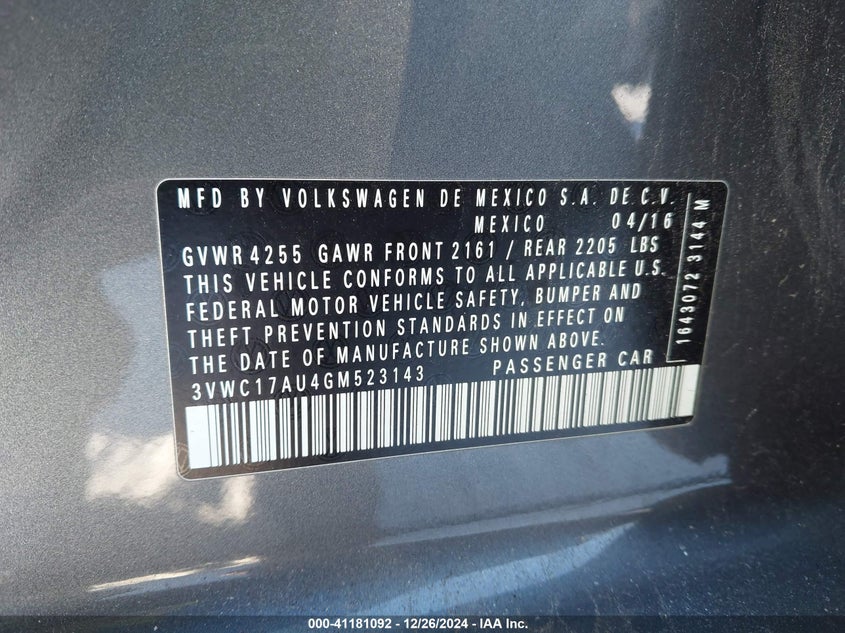 MFD BY VOLKSWAGEN DE MEXICO S.A. DE C.V.
MEXICO 04/16
GVWR 4255 GAWR FRONT 2161 / REAR 2205 LBS
THIS VEHICLE CONFORMS TO ALL APPLICABLE U.S.
FEDERAL MOTOR VEHICLE SAFETY, BUMPER AND
THEFT PREVENTION STANDARDS IN EFFECT ON
THE DATE OF MANUFACTURE SHOWN ABOVE.
3VWC17AU4GM523143 PASSENGER CAR
1643072 3144 M
000-41181092 - 12/26/2024 - IAA Inc.